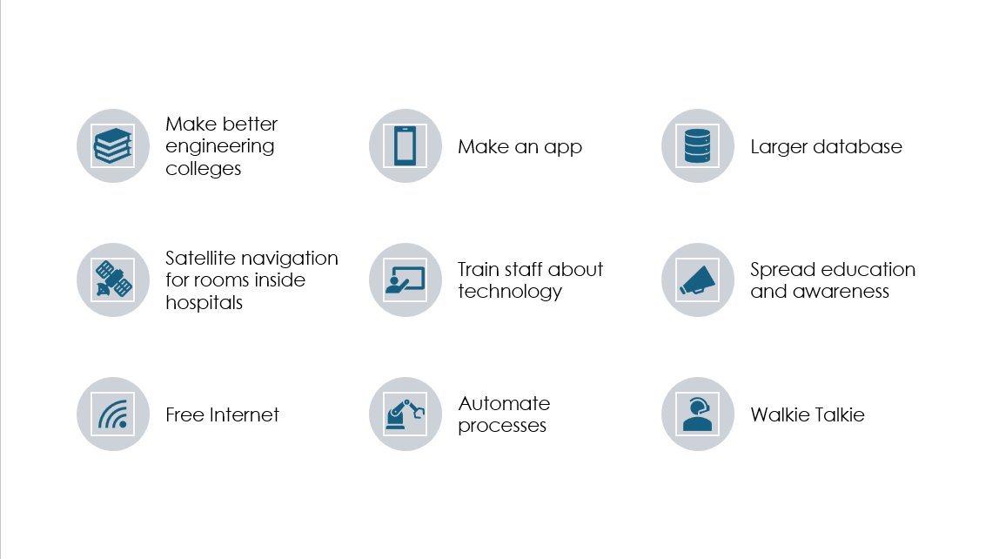 Make better
engineering
colleges
Make an app
Larger database
Satellite navigation
for rooms inside
hospitals
Train staff about
technology
Spread education
and awareness
Free Internet
Automate
processes
Walkie Talkie